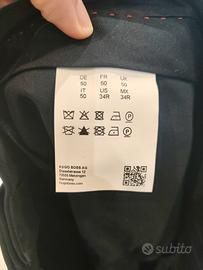 DE FR UK
50 50 50
IT US MX
50 34R 34R
P
P
HUGO BOSS AG
Dieselstrasse 12
72555 Metzingen
Germany
hugoboss.com
subito